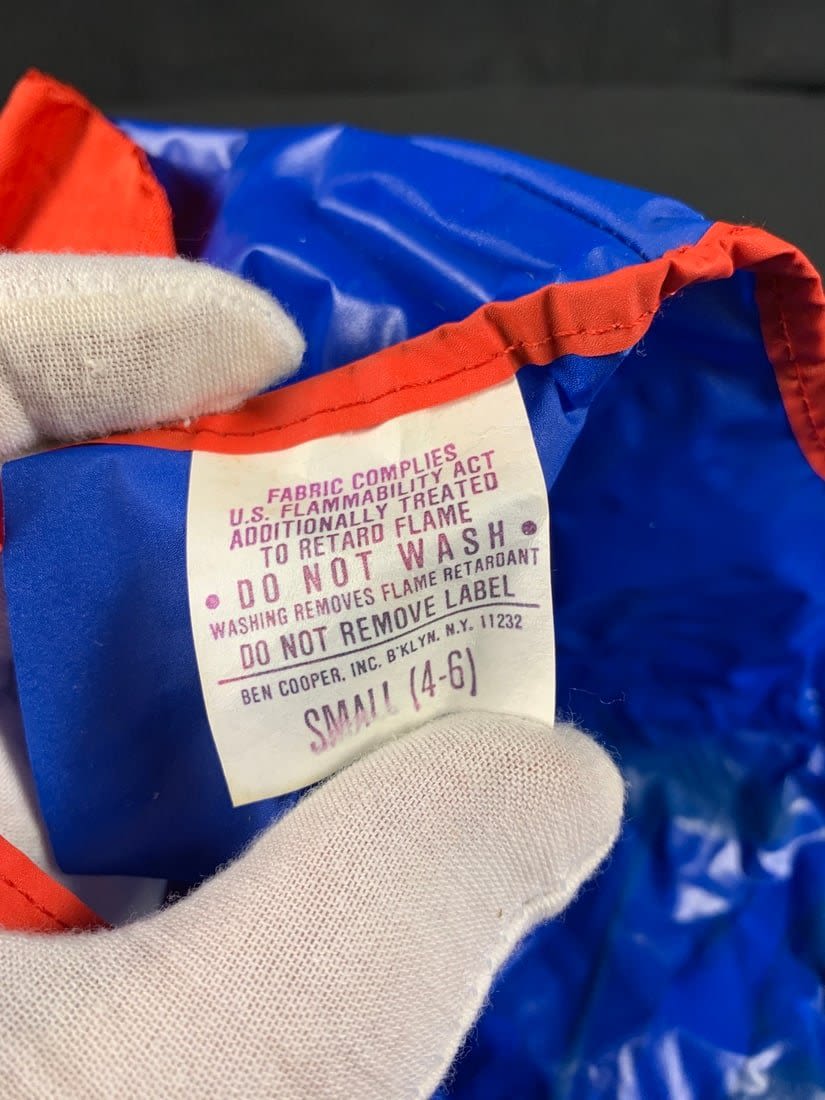 FABRIC COMPLIES
U.S. FLAMMABILITY ACT
ADDITIONALLY TREATED
TO RETARD FLAME
• DO NOT WASH •
WASHING REMOVES FLAME RETARDANT
DO NOT REMOVE LABEL
BEN COOPER, INC. B'KLYN, N.Y. 11232
SMALL (4-6)